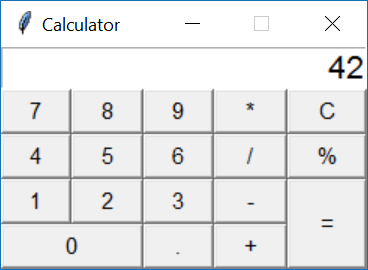 Calculator
42
7 8 9 * C
4 5 6 / %
1 2 3 - =
0 . +